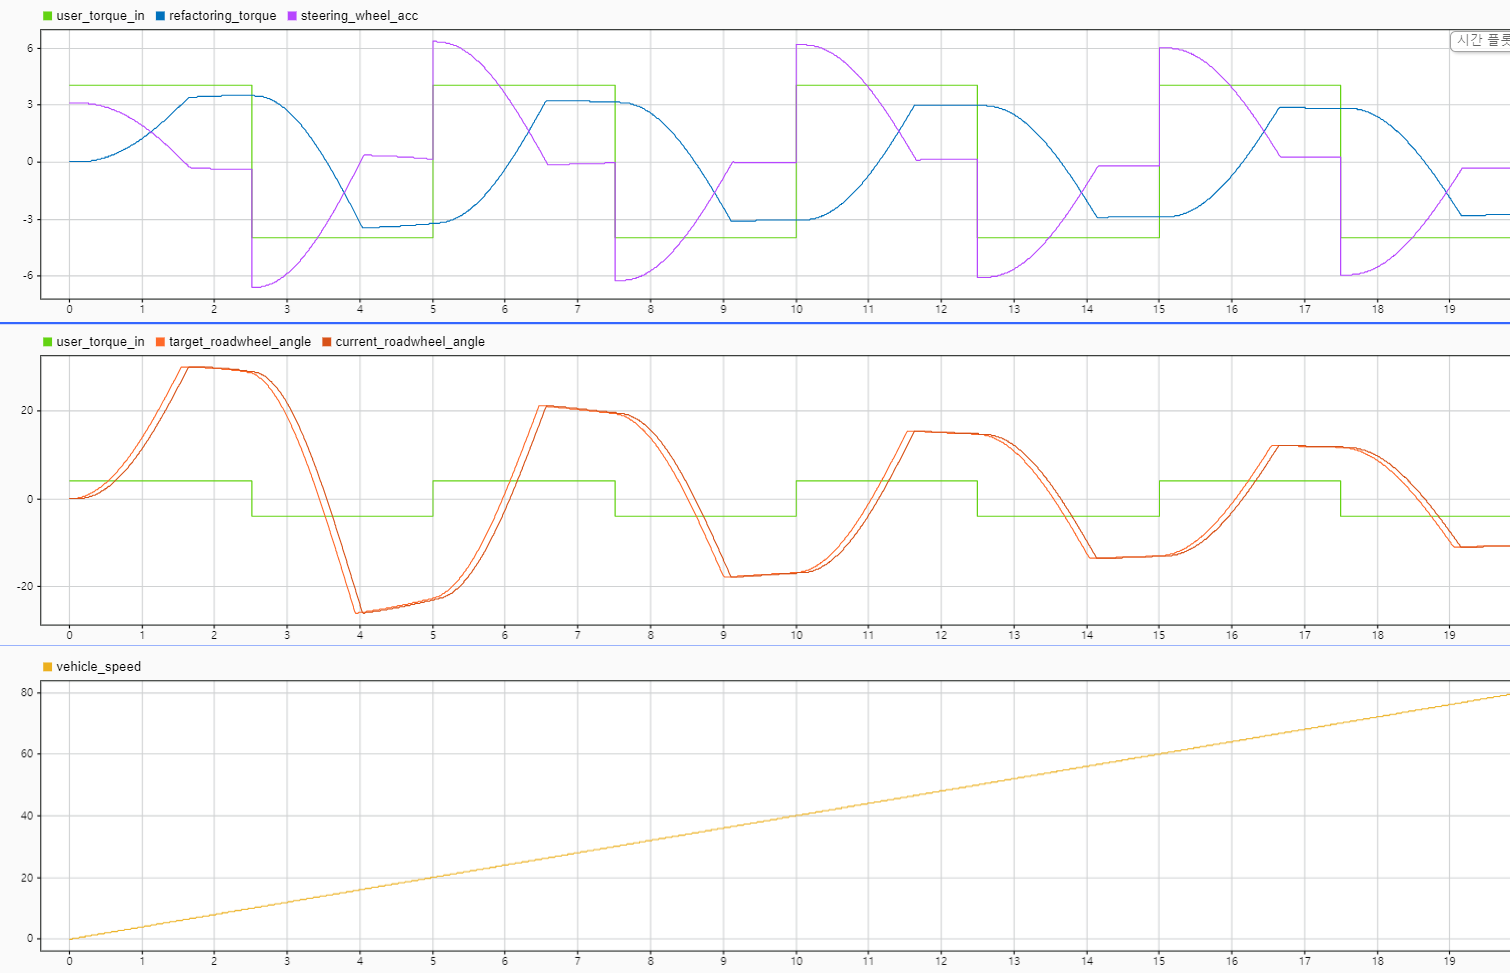 user_torque_in refactoring_torque steering_wheel_acc
시간 플롯
6
3
0
-3
-6
0 1 2 3 4 5 6 7 8 9 10 11 12 13 14 15 16 17 18 19
user_torque_in target_roadwheel_angle current_roadwheel_angle
20
0
-20
0 1 2 3 4 5 6 7 8 9 10 11 12 13 14 15 16 17 18 19
vehicle_speed
80
60
40
20
0
0 1 2 3 4 5 6 7 8 9 10 11 12 13 14 15 16 17 18 19